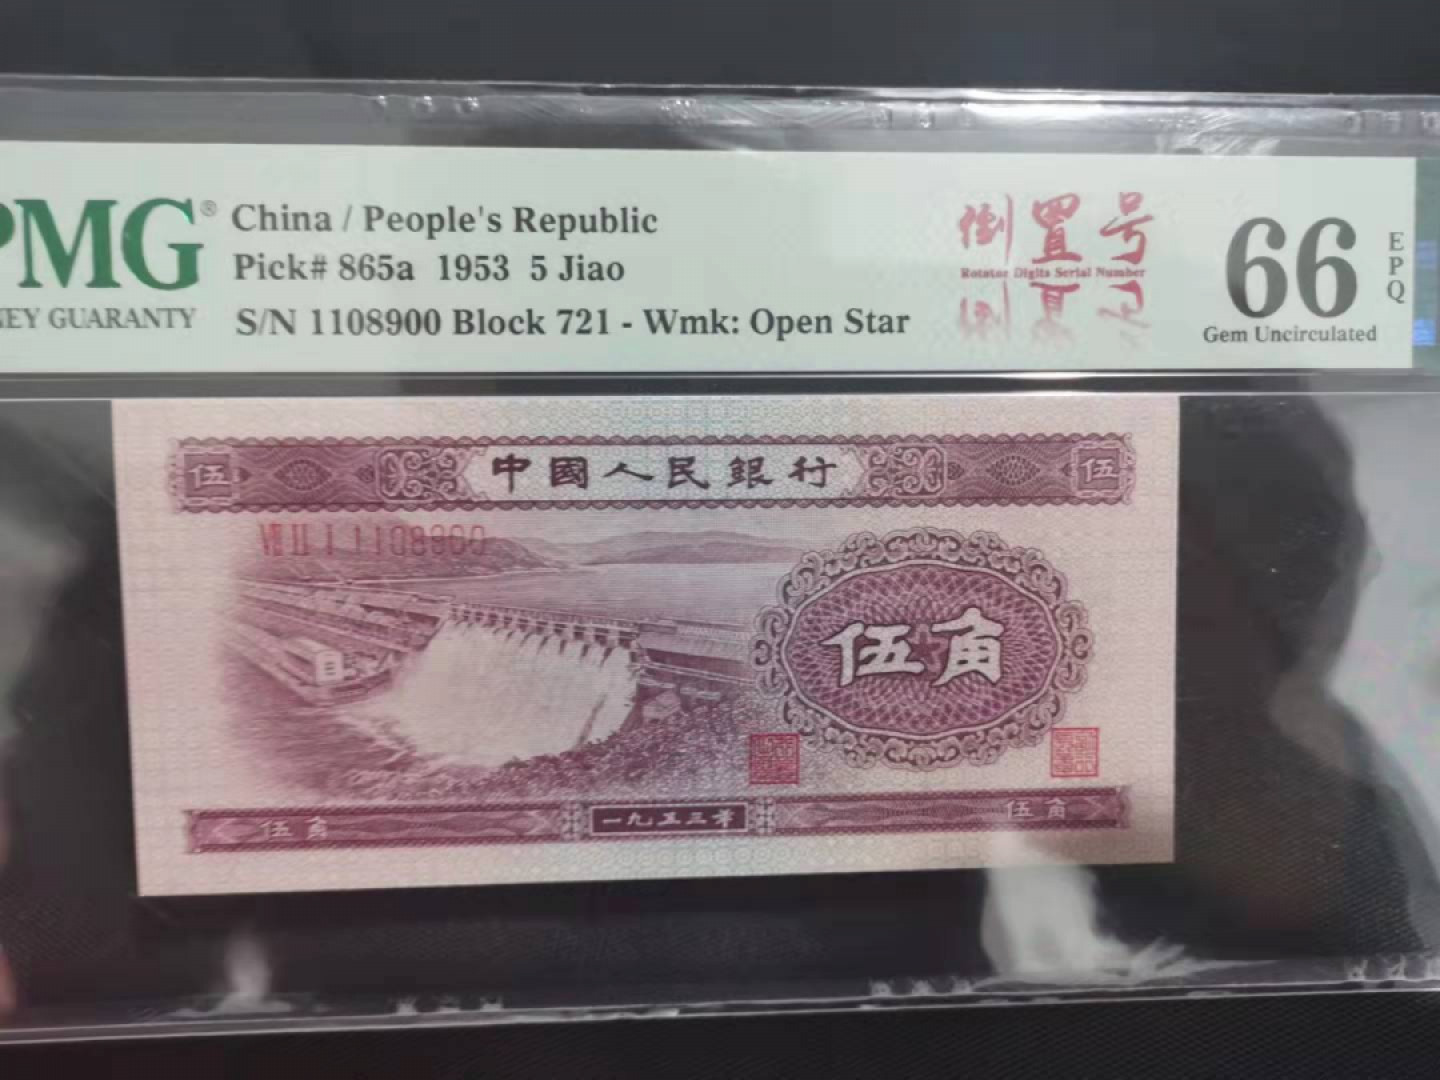 PMG®
China / People's Republic
Pick# 865a 1953 5 Jiao
NEY GUARANTY
S/N 1108900 Block 721 - Wmk: Open Star
倒置号
Rotator Digits Serial Number
66
EPQ
Gem Uncirculated
伍 中國人民銀行 伍
VII II I 1108900
伍角
伍角 一九五三年 伍角